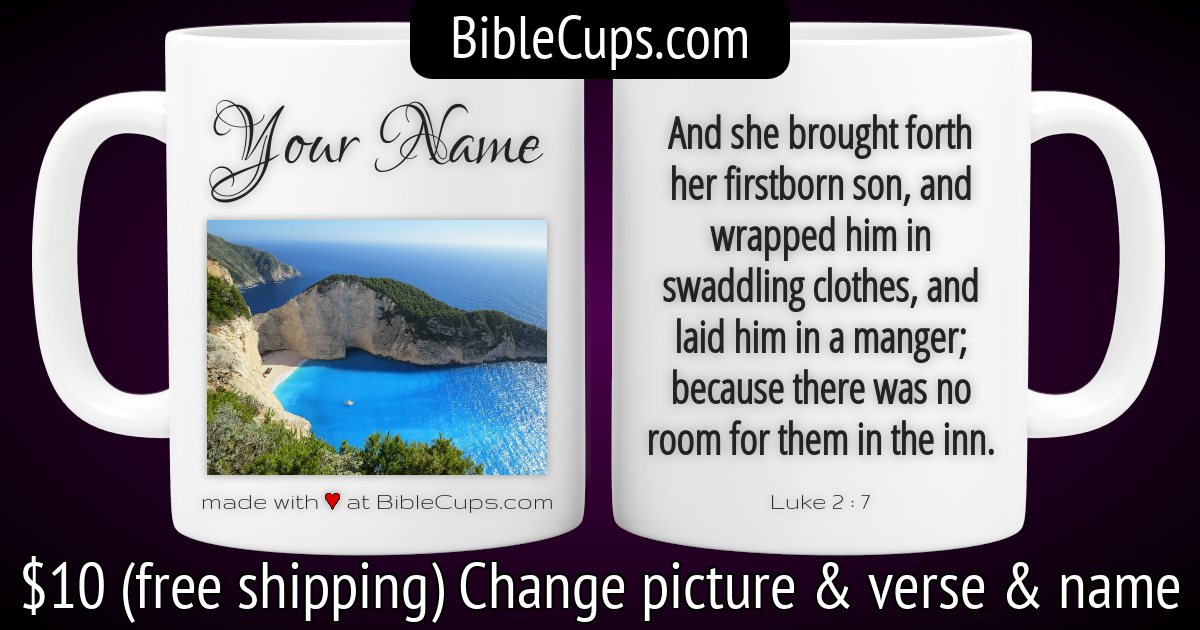 BibleCups.com
Your Name
made with ♥ at BibleCups.com
And she brought forth
her firstborn son, and
wrapped him in
swaddling clothes, and
laid him in a manger;
because there was no
room for them in the inn.
Luke 2 : 7
$10 (free shipping) Change picture & verse & name